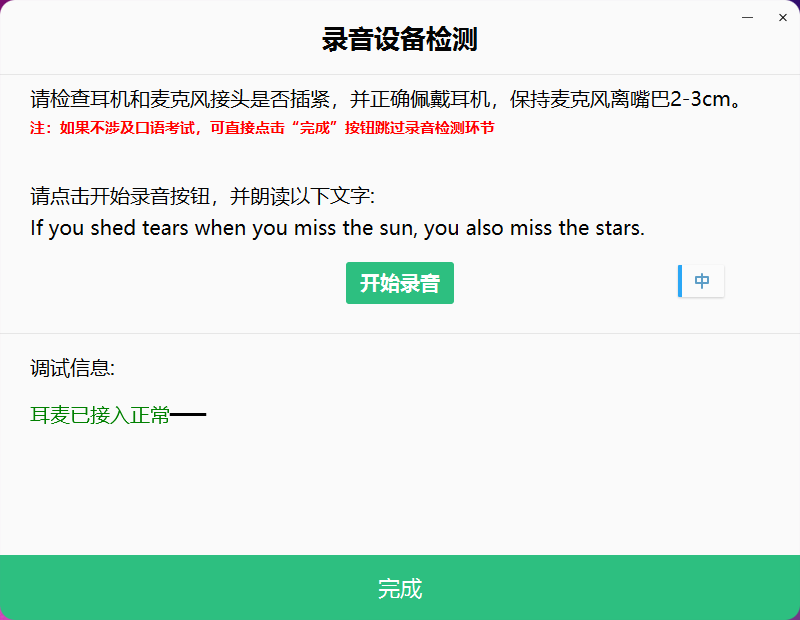 录音设备检测
请检查耳机和麦克风接头是否插紧，并正确佩戴耳机，保持麦克风离嘴巴2-3cm。
注：如果不涉及口语考试，可直接点击“完成”按钮跳过录音检测环节
请点击开始录音按钮，并朗读以下文字:
If you shed tears when you miss the sun, you also miss the stars.
开始录音
中
调试信息:
耳麦已接入正常——
完成